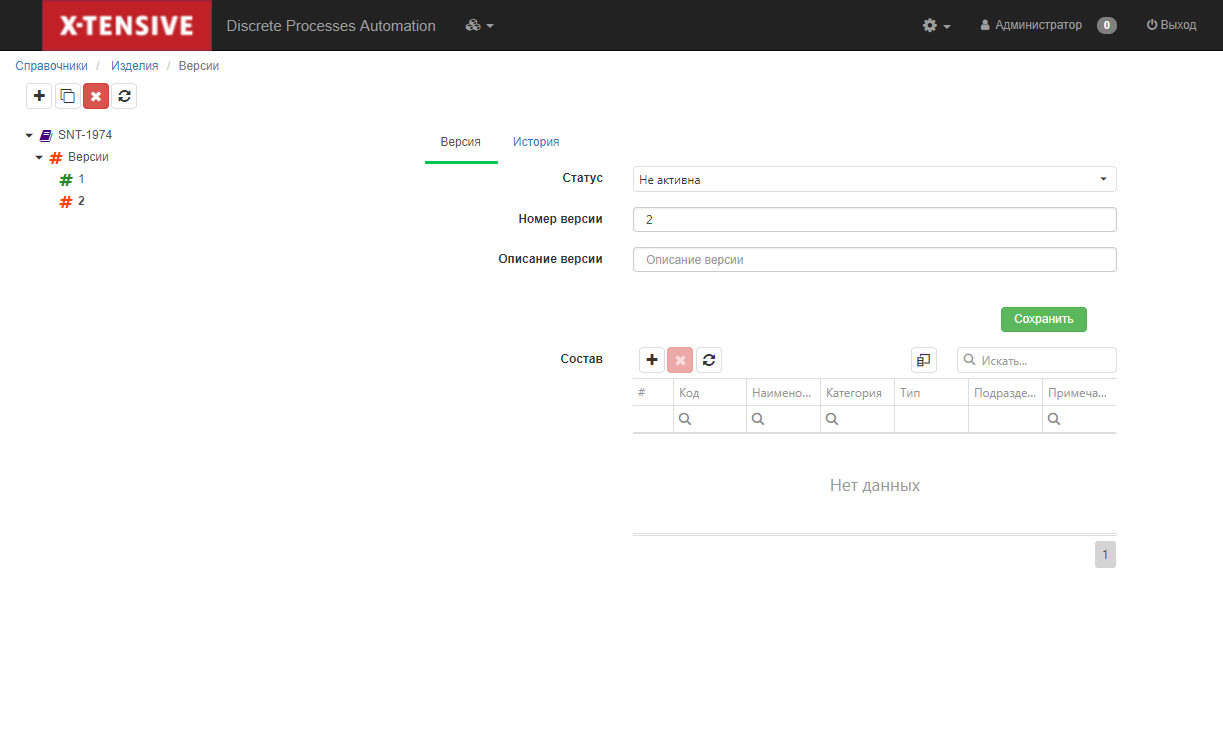 X-TENSIVE Discrete Processes Automation Администратор 0 Выход
Справочники / Изделия / Версии
SNT-1974
Версии
1
2
Версия История
Статус Не активна
Номер версии 2
Описание версии Описание версии
Сохранить
Состав Искать...
# Код Наимено... Категория Тип Подразде... Примеча...
Нет данных
1